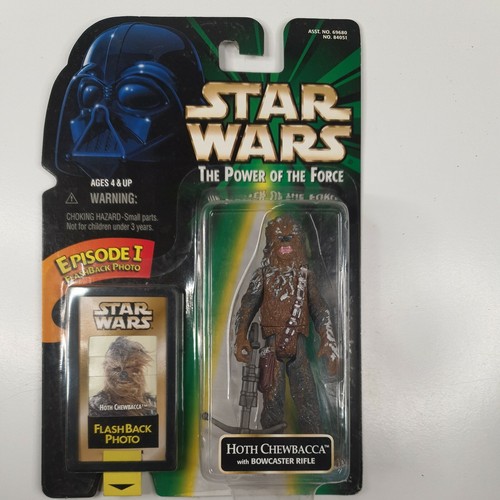 ASST. NO. 69680
NO. 84051
STAR
WARS
THE POWER OF THE FORCE
AGES 4 & UP
WARNING:
CHOKING HAZARD-Small parts.
Not for children under 3 years.
EPISODE I
FLASHBACK PHOTO
STAR
WARS
HOTH CHEWBACCA™
FLASHBACK
PHOTO
HOTH CHEWBACCA™
with BOWCASTER RIFLE